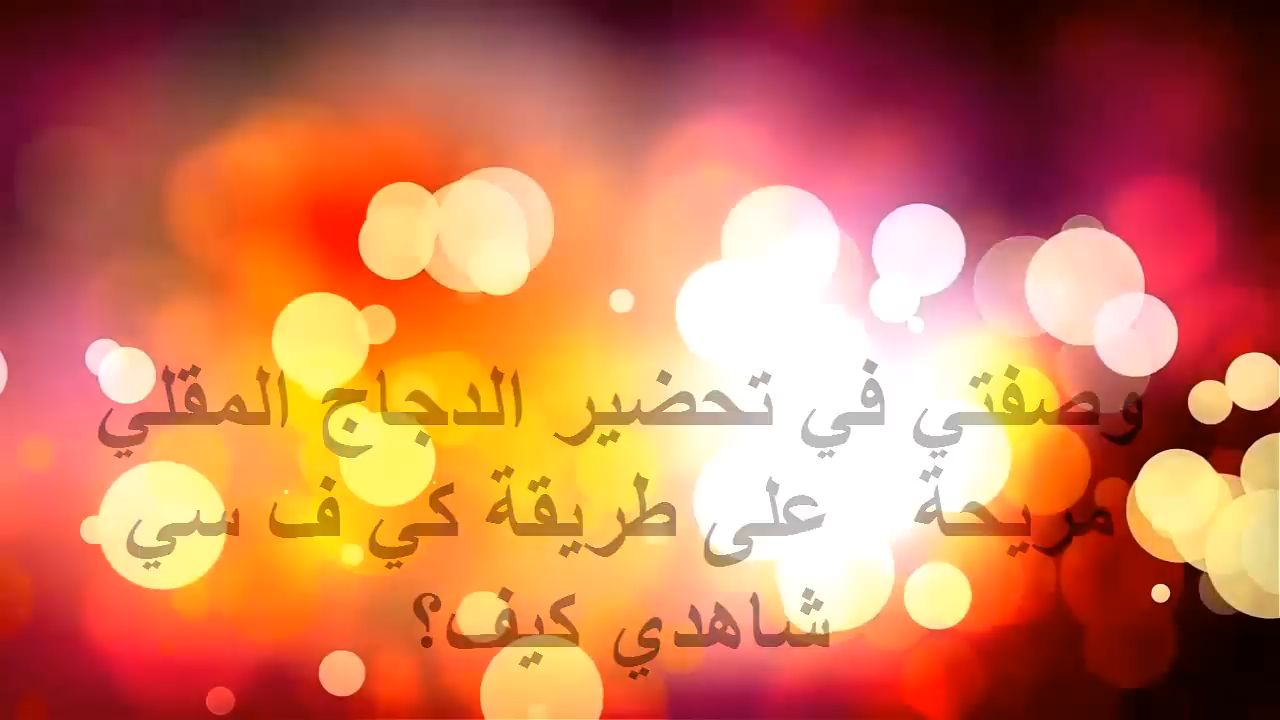 وصفتي في تحضير الدجاج المقلي
مريحة على طريقة كي ف سي
شاهدي كيف؟